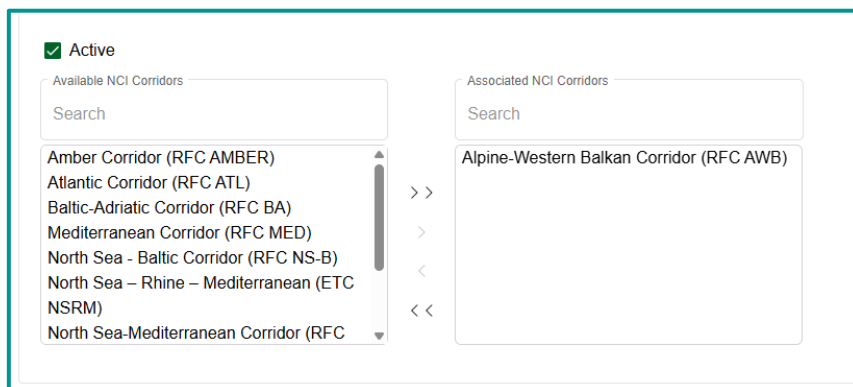 Active
Available NCI Corridors
Search
Amber Corridor (RFC AMBER)
Atlantic Corridor (RFC ATL)
Baltic-Adriatic Corridor (RFC BA)
Mediterranean Corridor (RFC MED)
North Sea - Baltic Corridor (RFC NS-B)
North Sea – Rhine – Mediterranean (ETC
NSRM)
North Sea-Mediterranean Corridor (RFC
> >
>
<
< <
Associated NCI Corridors
Search
Alpine-Western Balkan Corridor (RFC AWB)